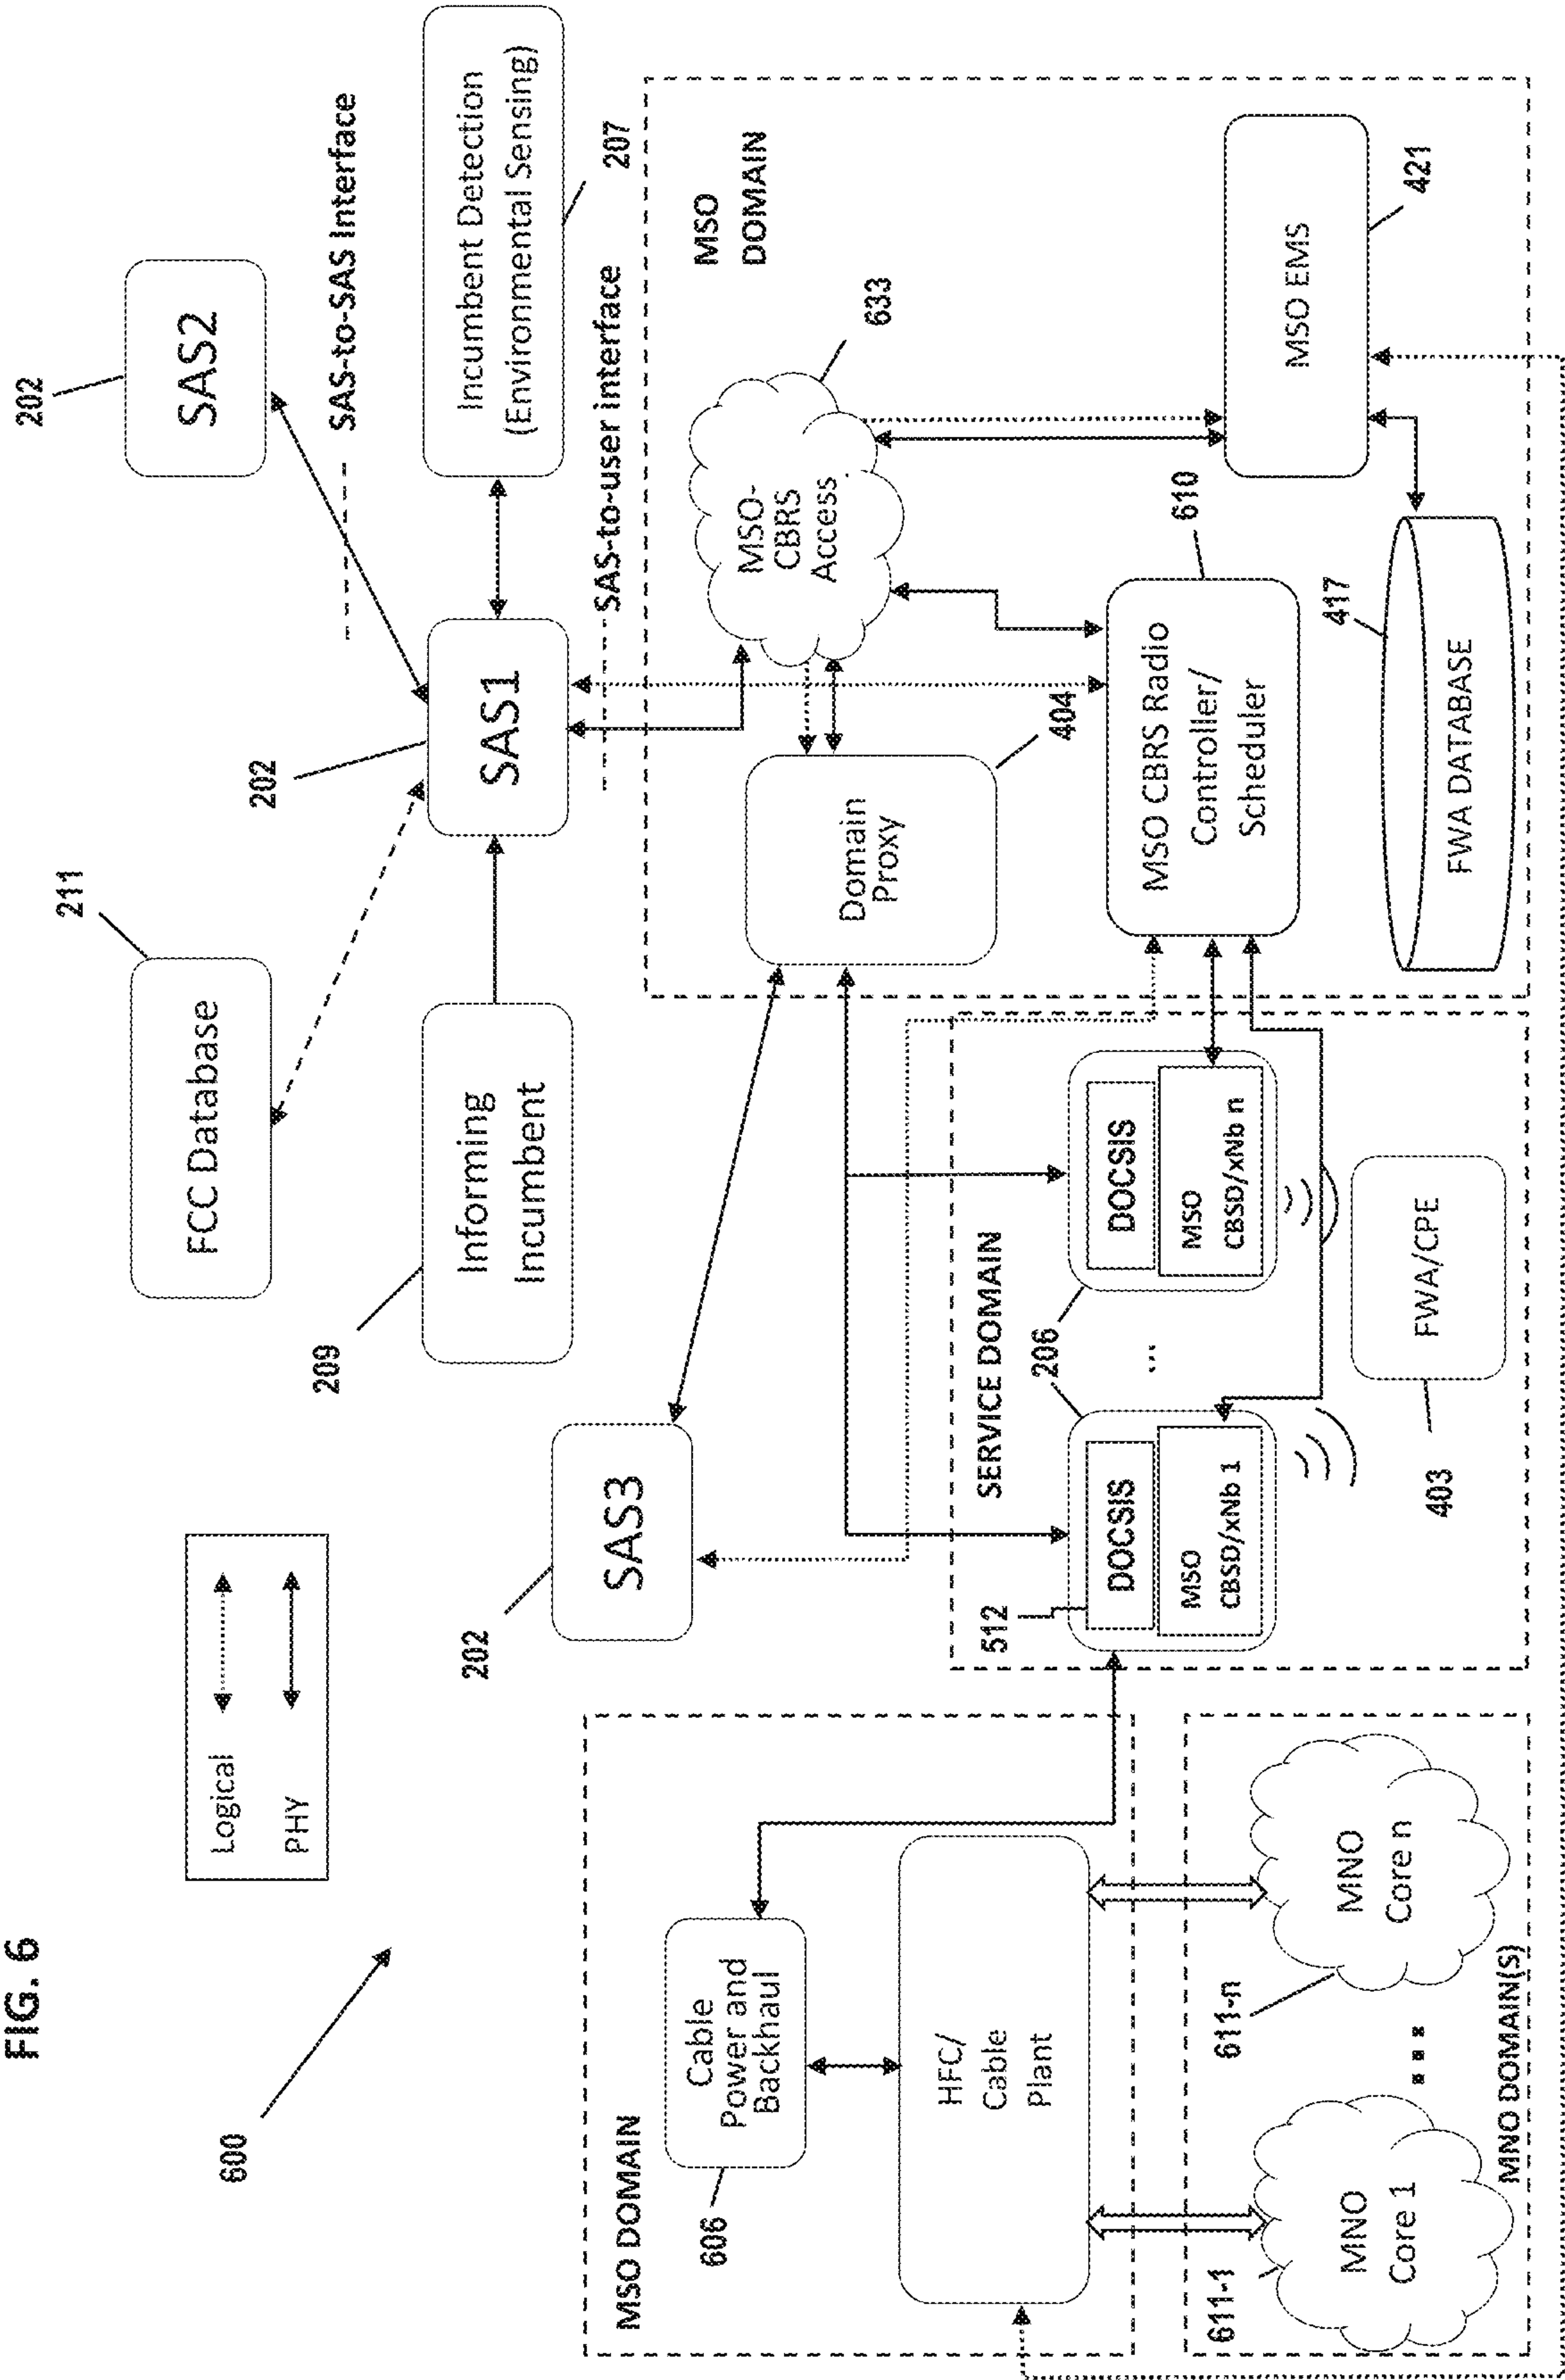 FIG. 6
600
Logical
PHY
211
FCC Database
202
SAS2
SAS-to-SAS Interface
209
Informing
Incumbent
202
SAS1
Incumbent Detection
(Environmental Sensing)
207
SAS-to-user interface
202
SAS3
MSO DOMAIN
606
Cable
Power and
Backhaul
HFC/
Cable
Plant
611-1
MNO
Core 1
611-n
MNO
Core n
...
MNO DOMAIN(S)
SERVICE DOMAIN
512
206
DOCSIS
MSO
CBSD/xNb 1
...
DOCSIS
MSO
CBSD/xNb n
403
FWA/CPE
MSO
DOMAIN
Domain
Proxy
404
MSO-
CBRS
Access
633
MSO CBRS Radio
Controller/
Scheduler
610
417
FWA DATABASE
MSO EMS
421